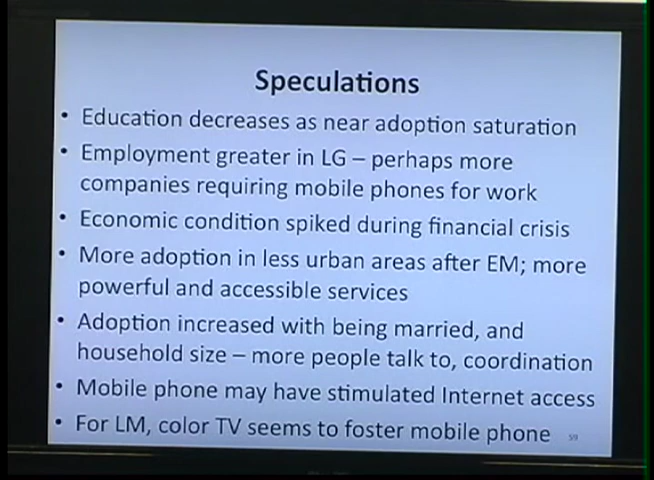 Speculations
• Education decreases as near adoption saturation
• Employment greater in LG – perhaps more
companies requiring mobile phones for work
• Economic condition spiked during financial crisis
• More adoption in less urban areas after EM; more
powerful and accessible services
• Adoption increased with being married, and
household size – more people talk to, coordination
• Mobile phone may have stimulated Internet access
• For LM, color TV seems to foster mobile phone
59